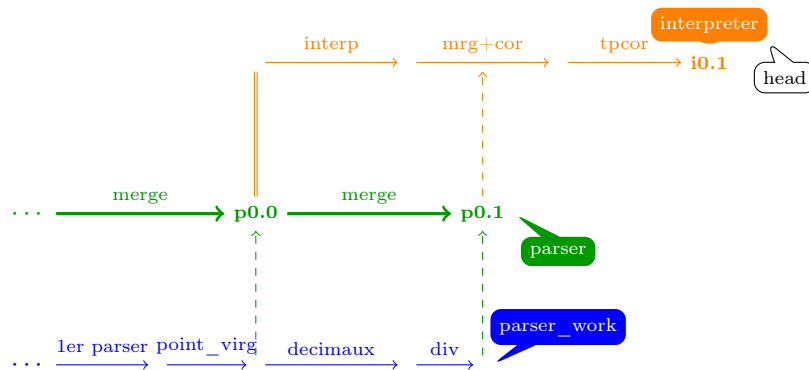 interpreter
interp mrg+cor tpcor i0.1
head
merge merge
... p0.0 p0.1
parser
parser_work
1er parser point_virg decimaux div
...